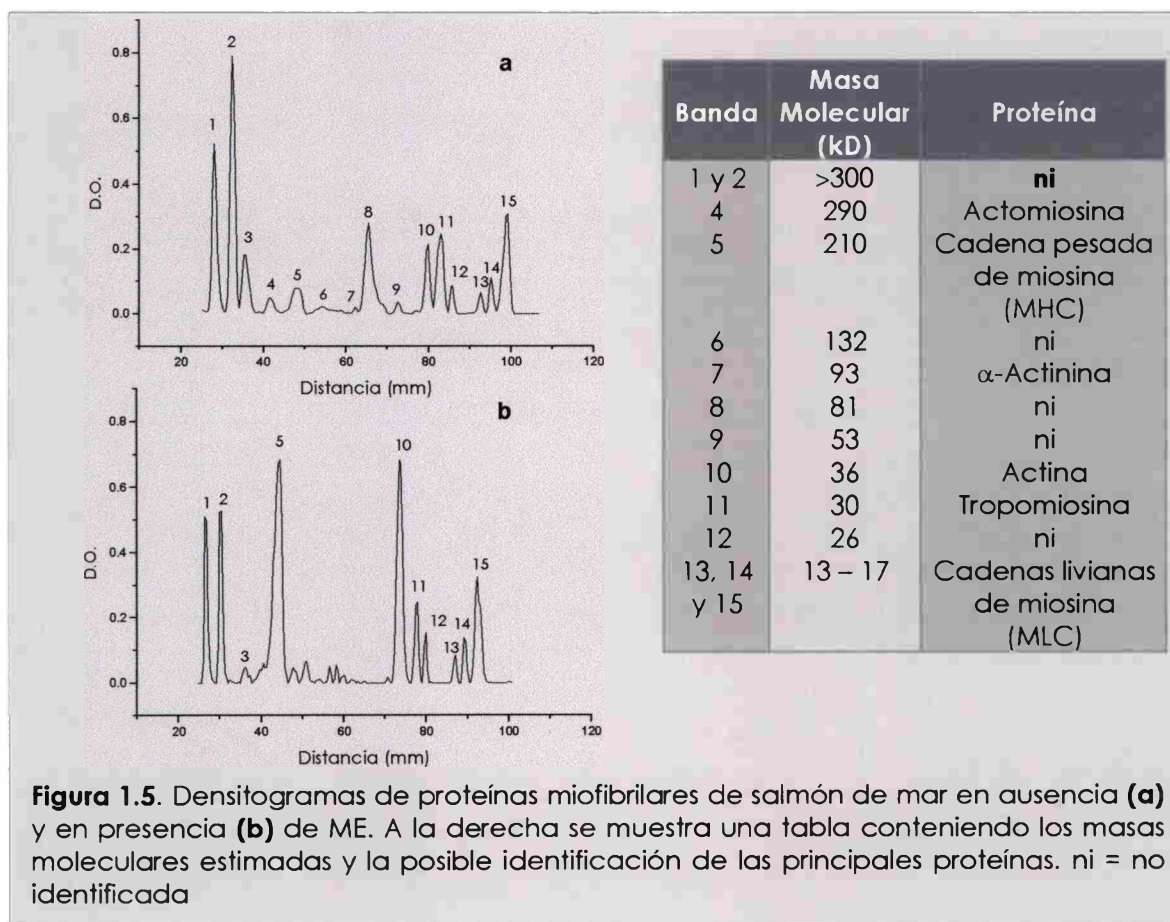 a
D.O.
0.8
0.6
0.4
0.2
0.0
1
2
3
4
5
6
7
8
9
10
11
12
13
14
15
20 40 60 80 100 120
Distancia (mm)
b
D.O.
0.8
0.6
0.4
0.2
0.0
1
2
3
5
10
11
12
13
14
15
20 40 60 80 100 120
Distancia (mm)
Banda Masa Molecular (kD) Proteína
1 y 2 >300 ni
4 290 Actomiosina
5 210 Cadena pesada
de miosina
(MHC)
6 132 ni
7 93 α-Actinina
8 81 ni
9 53 ni
10 36 Actina
11 30 Tropomiosina
12 26 ni
13, 14 13 – 17 Cadenas livianas
y 15 de miosina
(MLC)
Figura 1.5. Densitogramas de proteínas miofibrilares de salmón de mar en ausencia (a)
y en presencia (b) de ME. A la derecha se muestra una tabla conteniendo los masas
moleculares estimadas y la posible identificación de las principales proteínas. ni = no
identificada